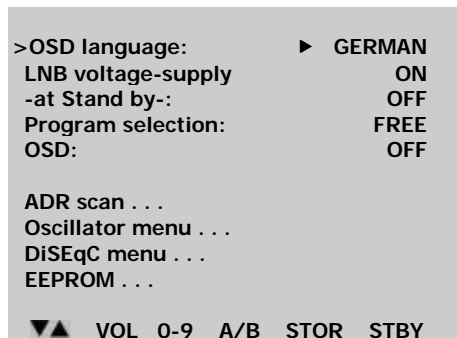 >OSD language: ▶ GERMAN
LNB voltage-supply ON
-at Stand by-: OFF
Program selection: FREE
OSD: OFF
ADR scan . . .
Oscillator menu . . .
DiSEqC menu . . .
EEPROM . . .
▼▲ VOL 0-9 A/B STOR STBY